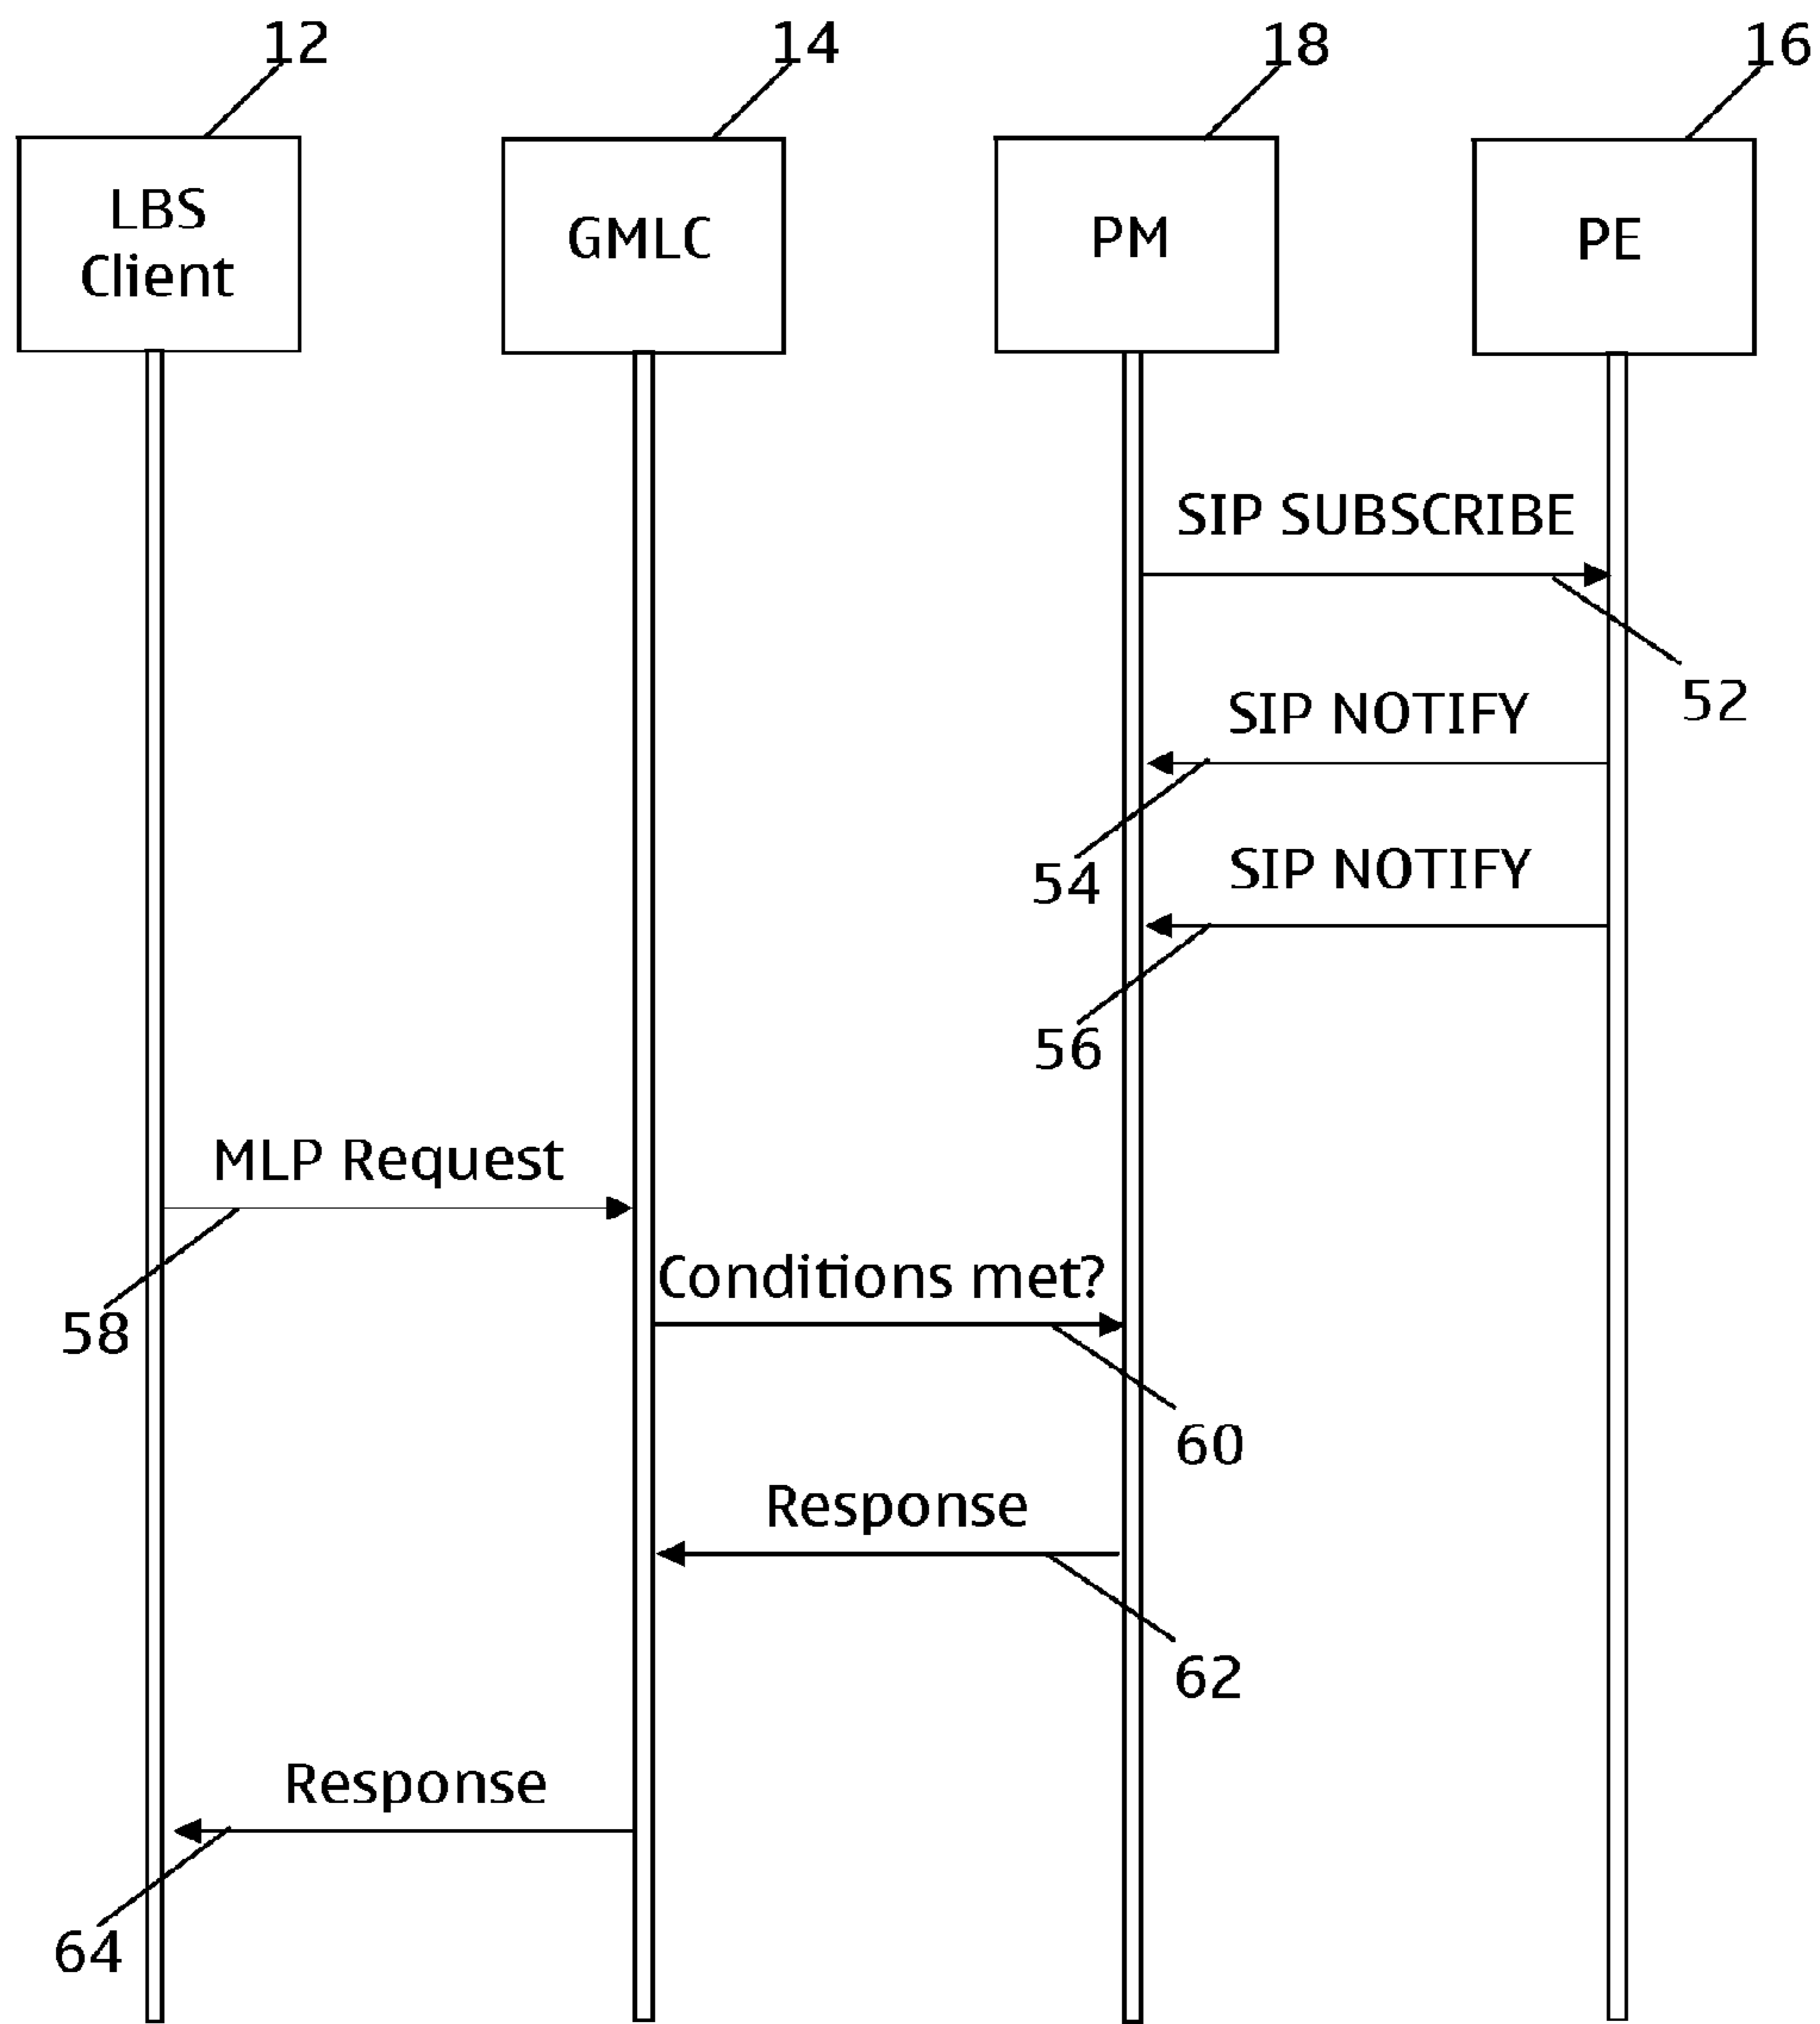 12
14
18
16
LBS
Client
GMLC
PM
PE
SIP SUBSCRIBE
52
SIP NOTIFY
54
SIP NOTIFY
56
MLP Request
58
Conditions met?
60
Response
62
Response
64